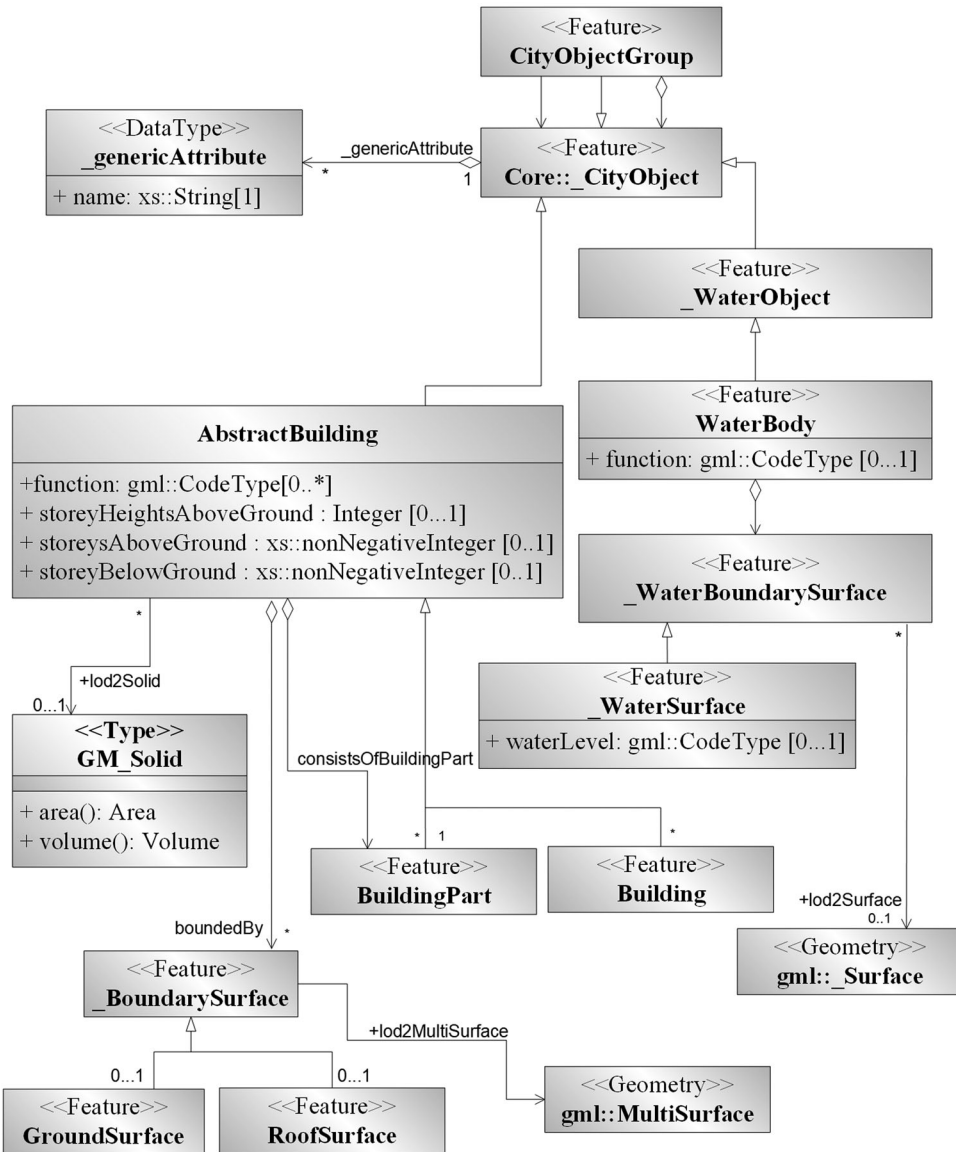 <<Feature>>
CityObjectGroup
<<DataType>>
_genericAttribute
+ name: xs::String[1]
_genericAttribute
*
1
<<Feature>>
Core::_CityObject
<<Feature>>
_WaterObject
<<Feature>>
WaterBody
+ function: gml::CodeType [0...1]
AbstractBuilding
+function: gml::CodeType[0..*]
+ storeyHeightsAboveGround : Integer [0...1]
+ storeysAboveGround : xs::nonNegativeInteger [0..1]
+ storeyBelowGround : xs::nonNegativeInteger [0..1]
<<Feature>>
_WaterBoundarySurface
*
*
+lod2Solid
0...1
<<Feature>>
_WaterSurface
+ waterLevel: gml::CodeType [0...1]
<<Type>>
GM_Solid
+ area(): Area
+ volume(): Volume
consistsOfBuildingPart
*
1
*
<<Feature>>
BuildingPart
<<Feature>>
Building
+lod2Surface
0..1
boundedBy
*
<<Geometry>>
gml::_Surface
<<Feature>>
_BoundarySurface
+lod2MultiSurface
0...1
0...1
<<Feature>>
GroundSurface
<<Feature>>
RoofSurface
<<Geometry>>
gml::MultiSurface